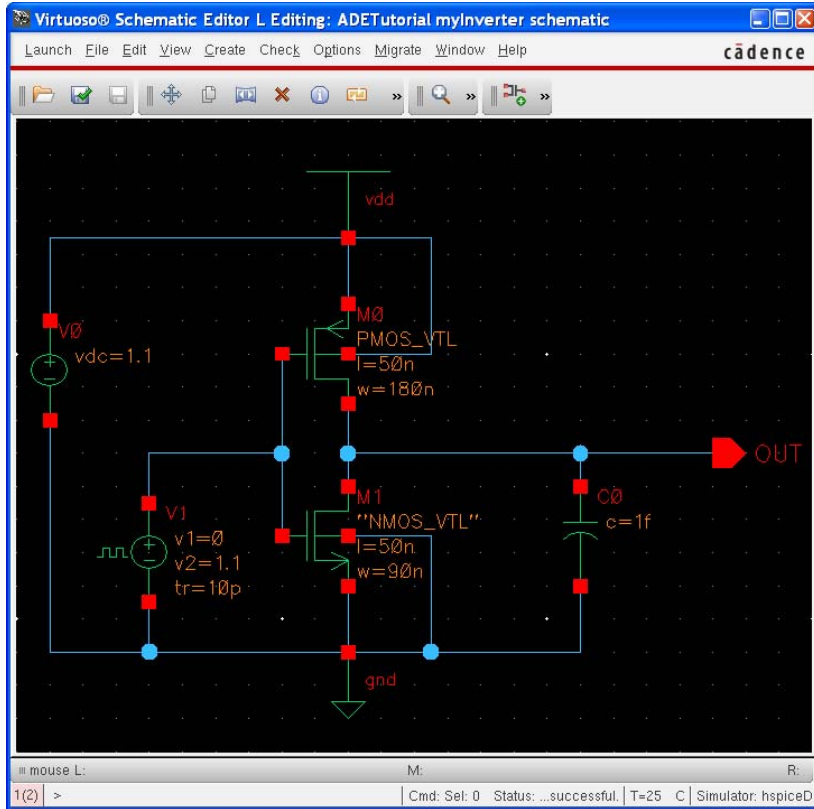 Virtuoso® Schematic Editor L Editing: ADETutorial myInverter schematic
Launch File Edit View Create Check Options Migrate Window Help
cādence
» » »
vdd
M0
PMOS_VTL
l=50n
w=180n
V0
vdc=1.1
OUT
M1
"NMOS_VTL"
l=50n
w=90n
C0
c=1f
V1
v1=0
v2=1.1
tr=10p
gnd
mouse L: M: R:
1(2) > Cmd: Sel: 0 Status: ...successful. T=25 C Simulator: hspiceD